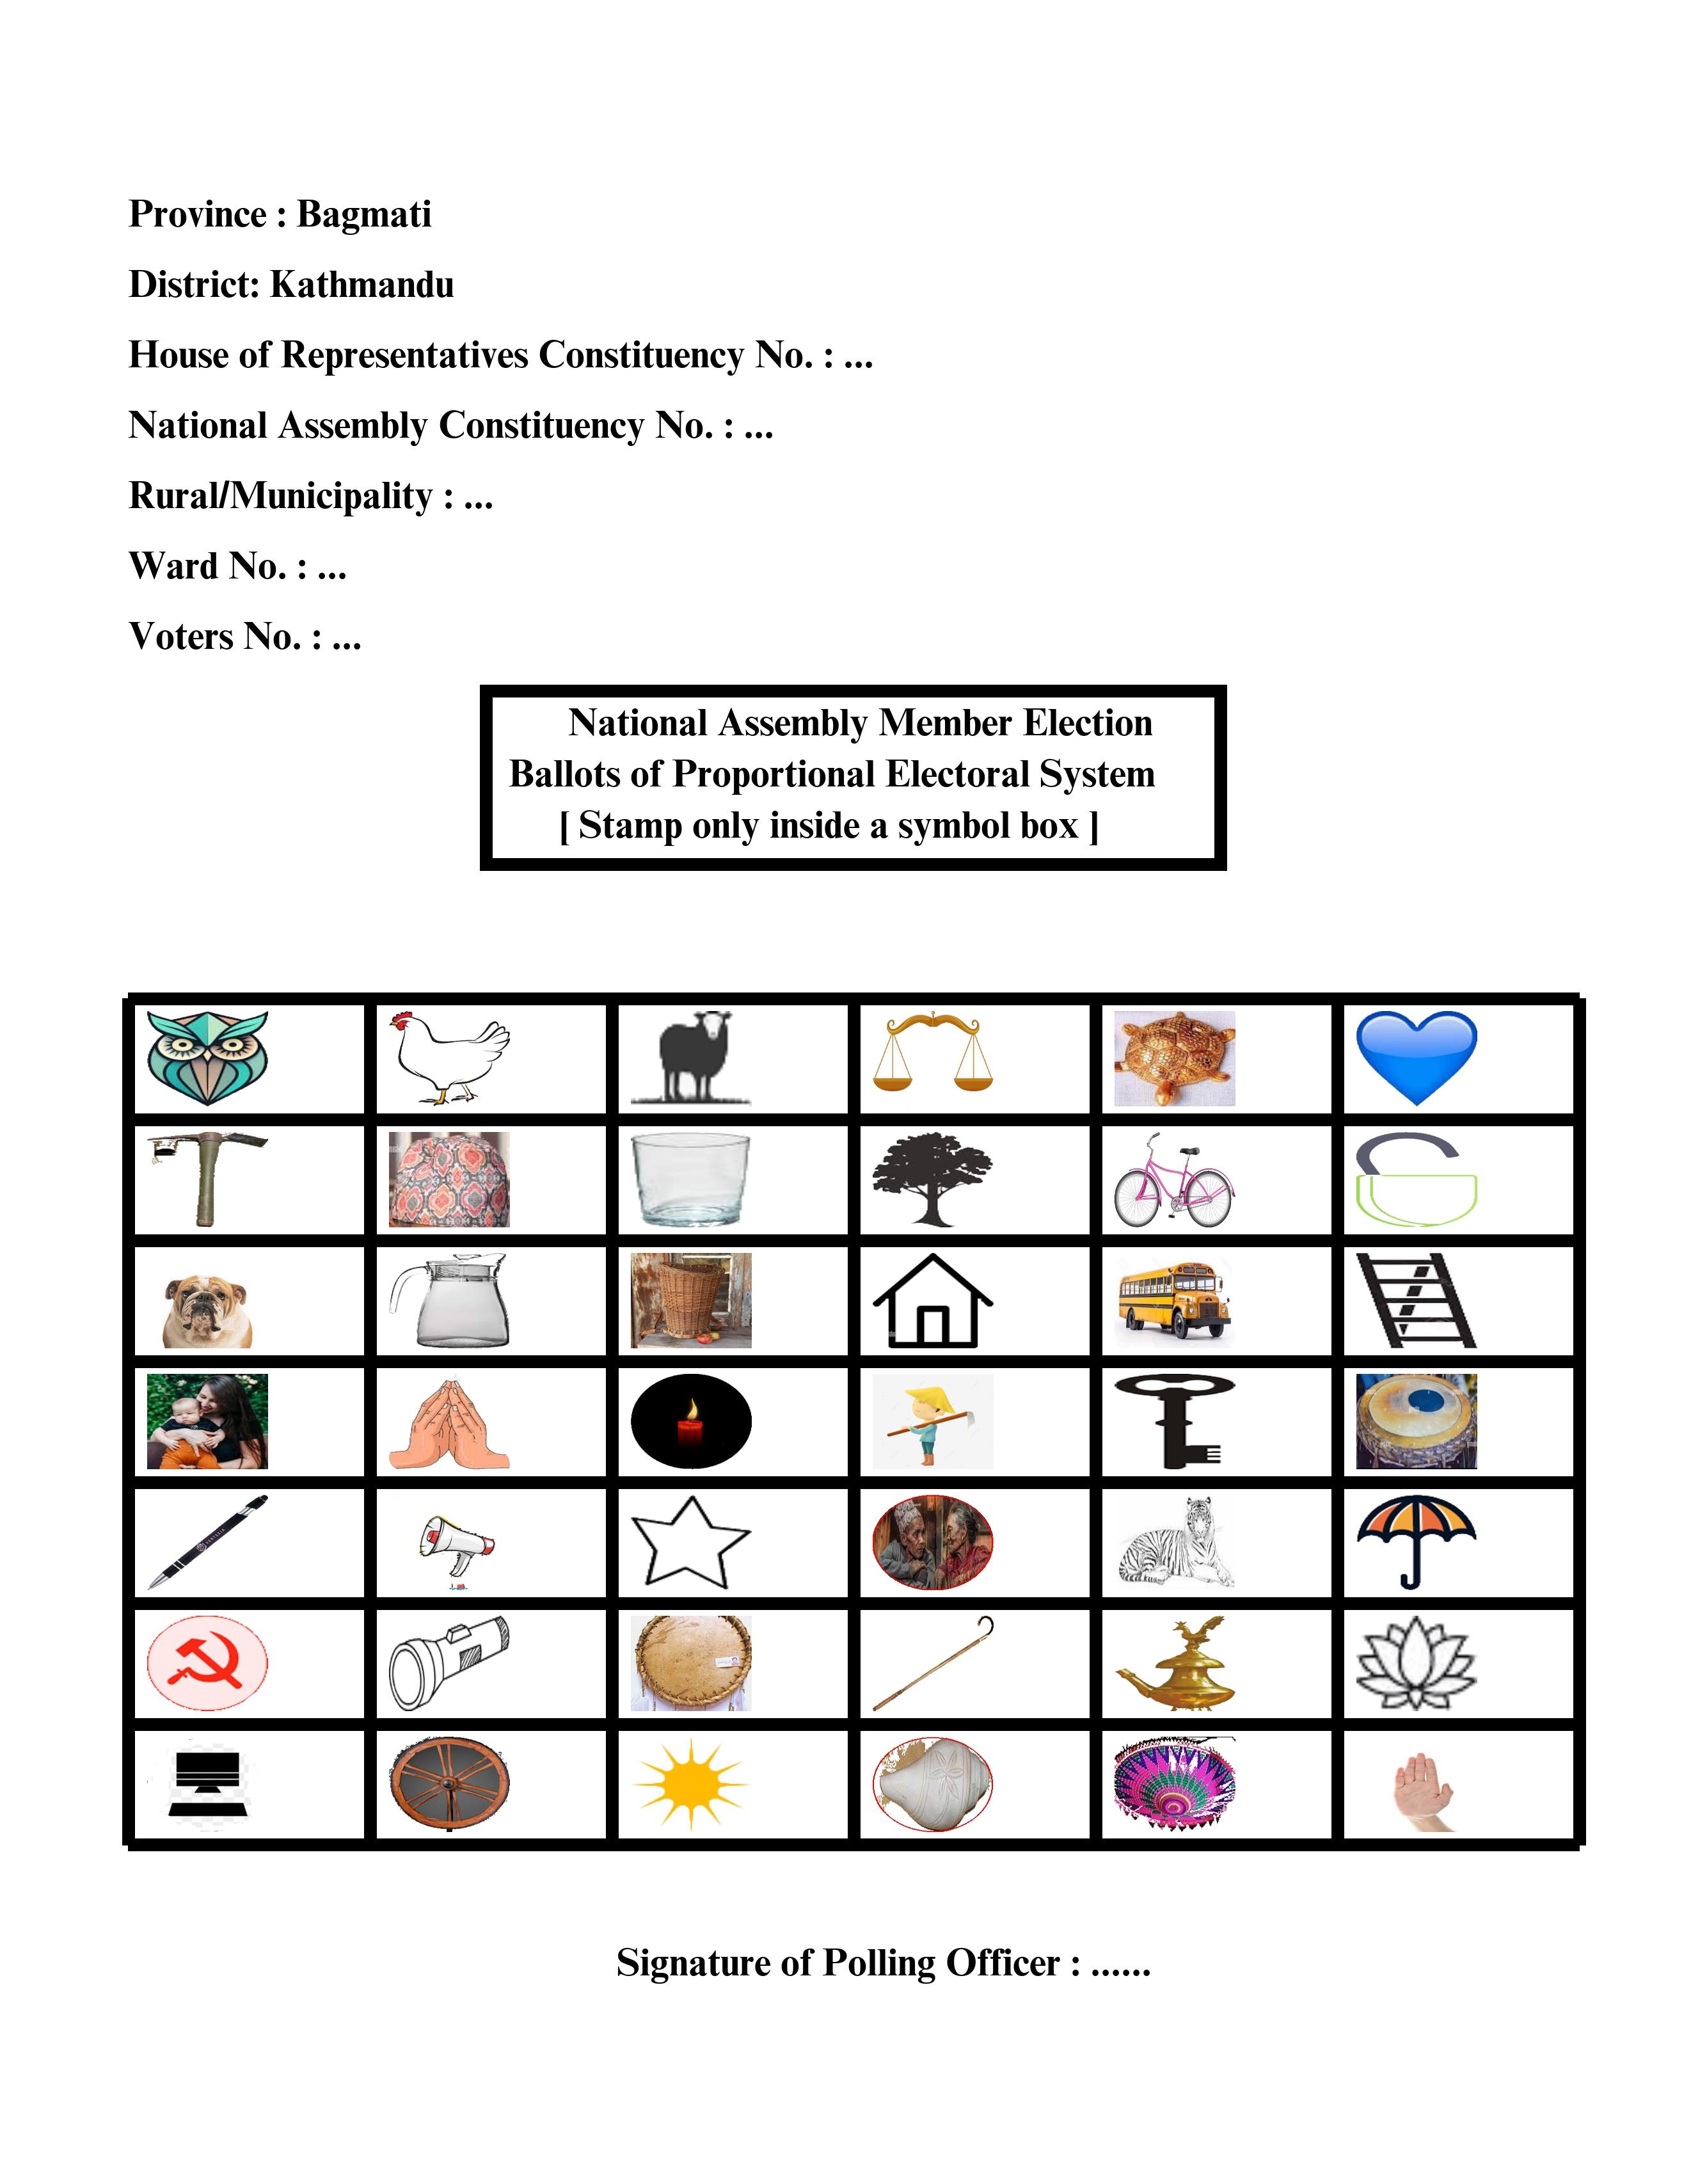 Province : Bagmati
District: Kathmandu
House of Representatives Constituency No. : ...
National Assembly Constituency No. : ...
Rural/Municipality : ...
Ward No. : ...
Voters No. : ...
National Assembly Member Election
Ballots of Proportional Electoral System
[ Stamp only inside a symbol box ]
Signature of Polling Officer : ......